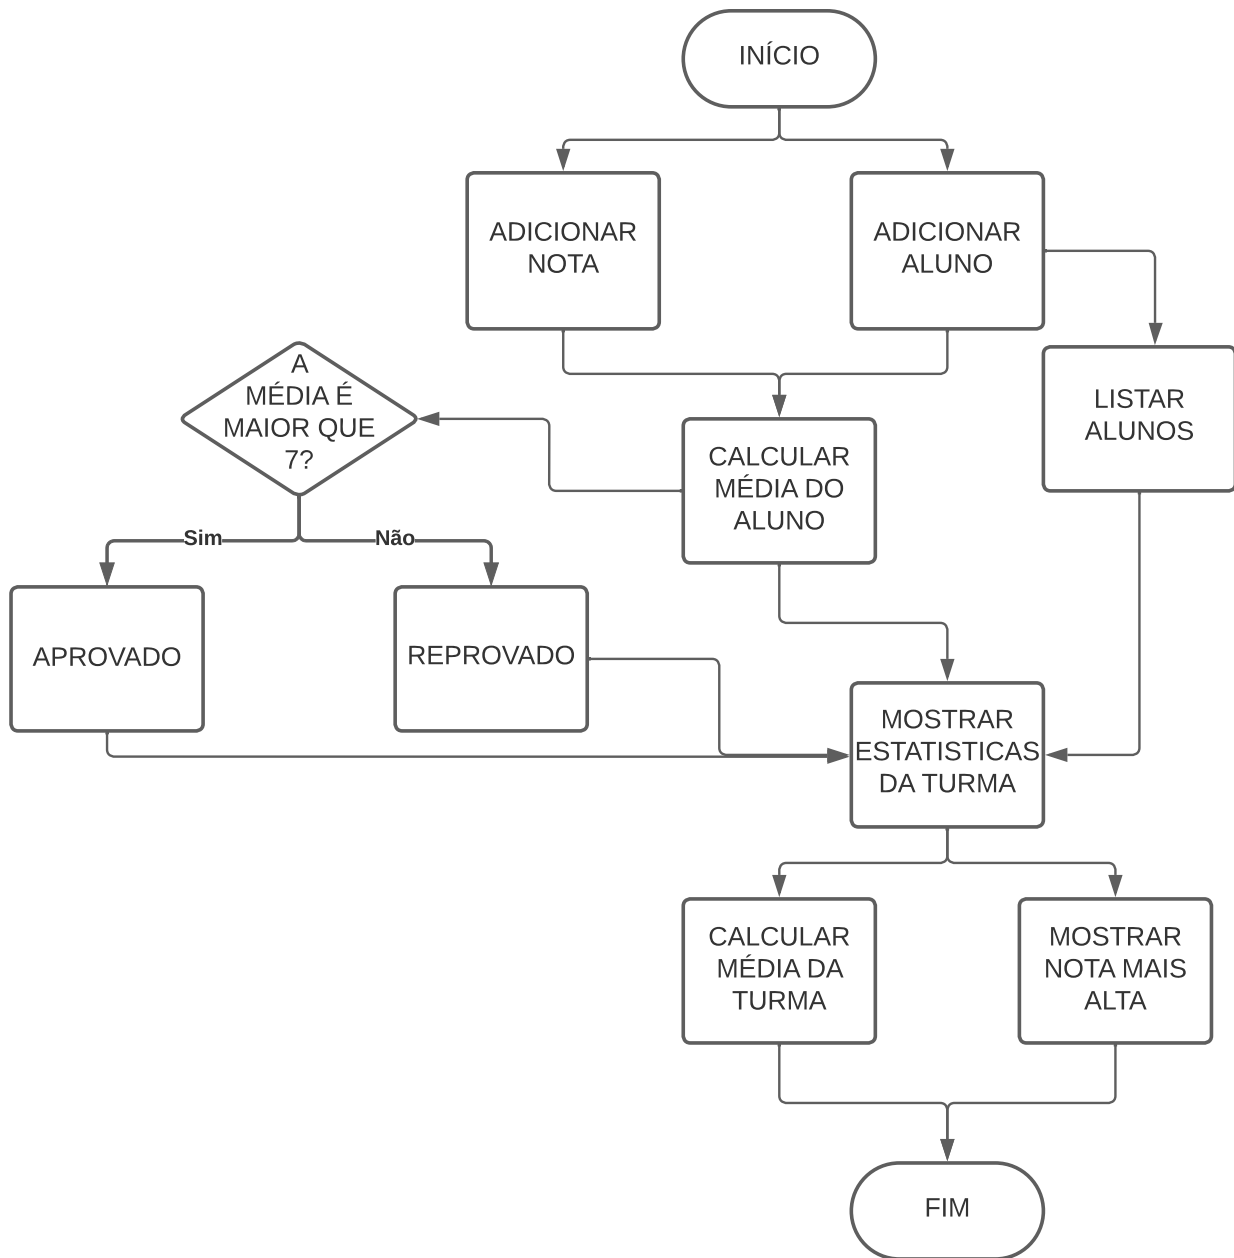 INÍCIO
ADICIONAR
NOTA
ADICIONAR
ALUNO
A
MÉDIA É
MAIOR QUE
7?
LISTAR
ALUNOS
CALCULAR
MÉDIA DO
ALUNO
Sim
Não
APROVADO
REPROVADO
MOSTRAR
ESTATISTICAS
DA TURMA
CALCULAR
MÉDIA DA
TURMA
MOSTRAR
NOTA MAIS
ALTA
FIM